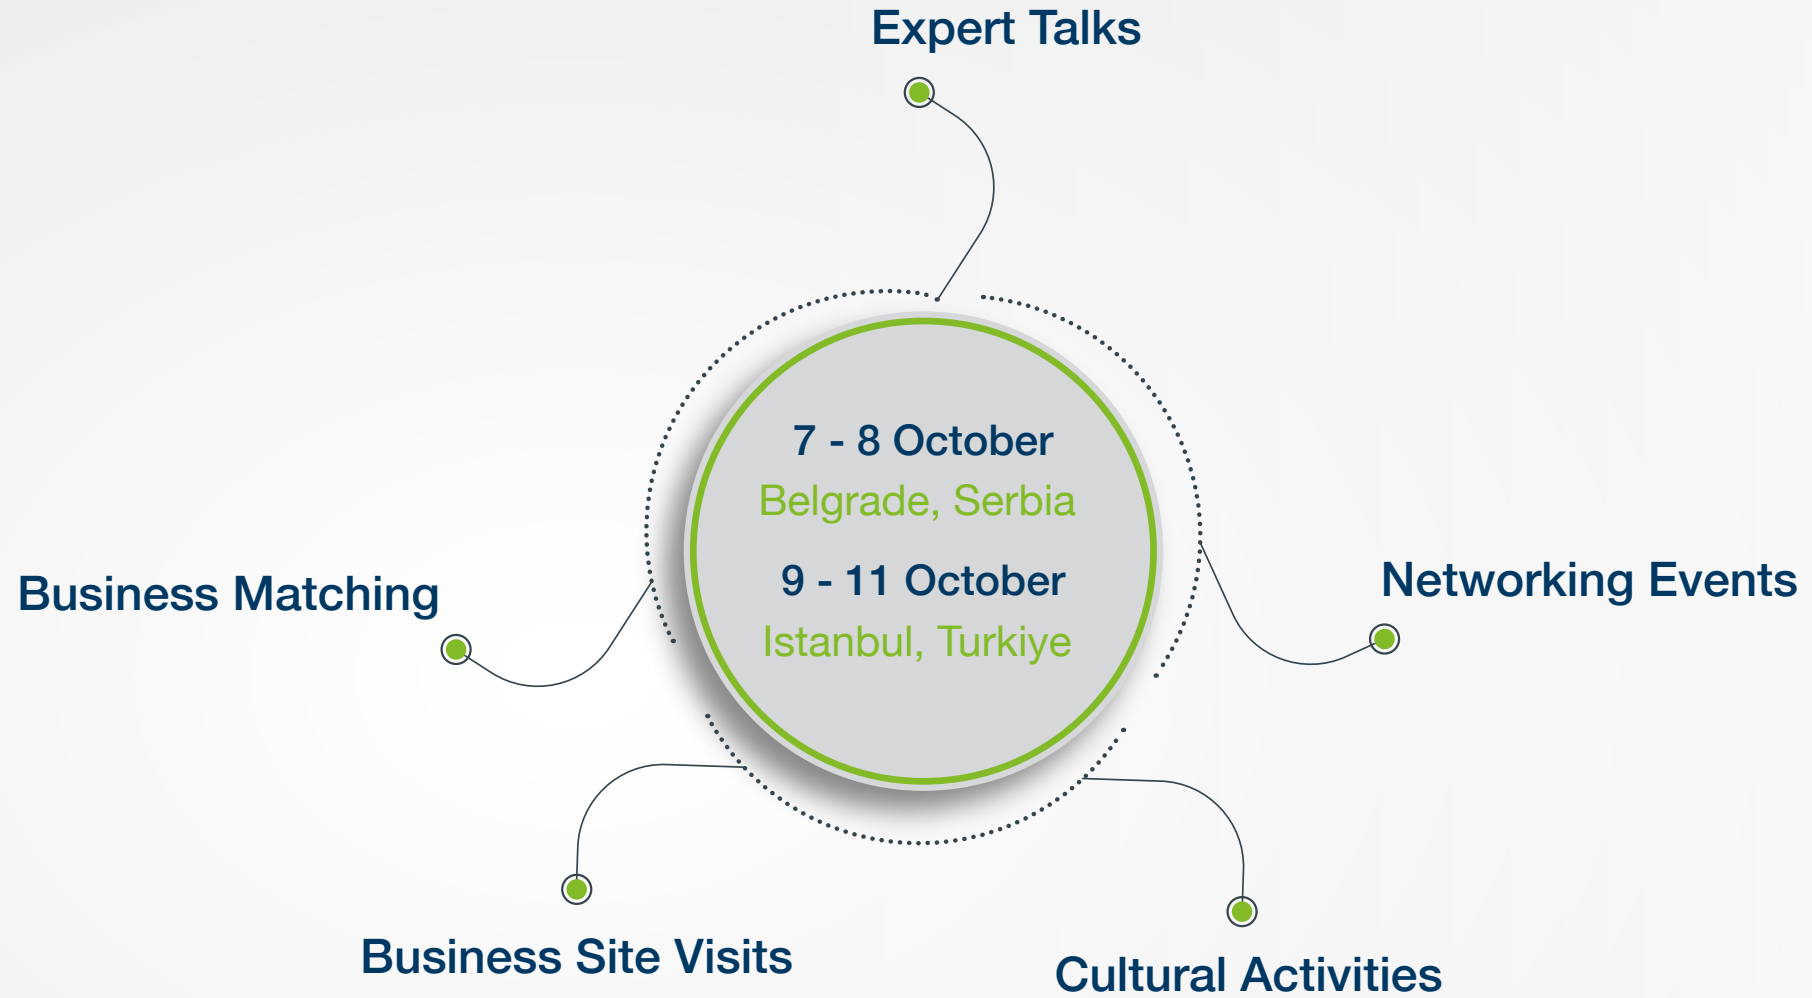 Expert Talks
7 - 8 October
Belgrade, Serbia
9 - 11 October
Istanbul, Turkiye
Business Matching
Networking Events
Business Site Visits
Cultural Activities